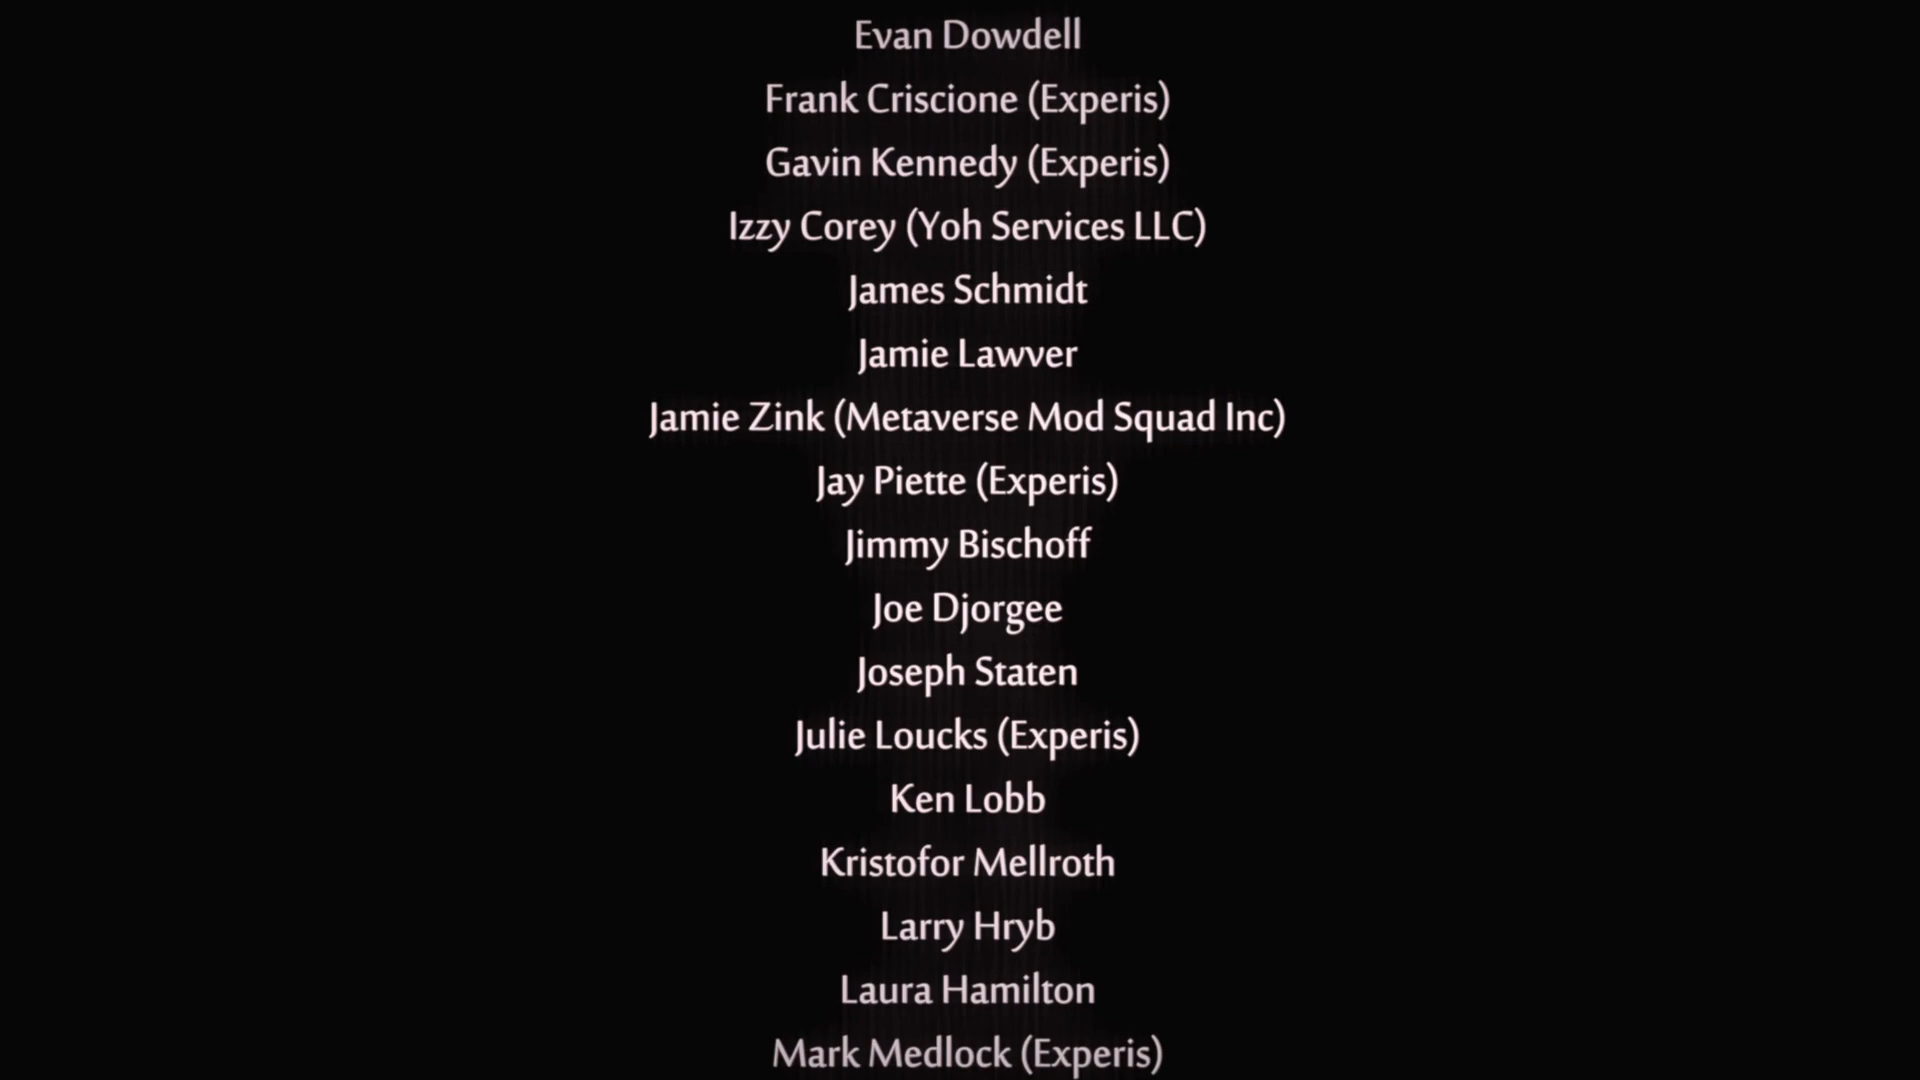 Evan Dowdell
Frank Criscione (Experis)
Gavin Kennedy (Experis)
Izzy Corey (Yoh Services LLC)
James Schmidt
Jamie Lawver
Jamie Zink (Metaverse Mod Squad Inc)
Jay Piette (Experis)
Jimmy Bischoff
Joe Djorgee
Joseph Staten
Julie Loucks (Experis)
Ken Lobb
Kristofor Mellroth
Larry Hryb
Laura Hamilton
Mark Medlock (Experis)